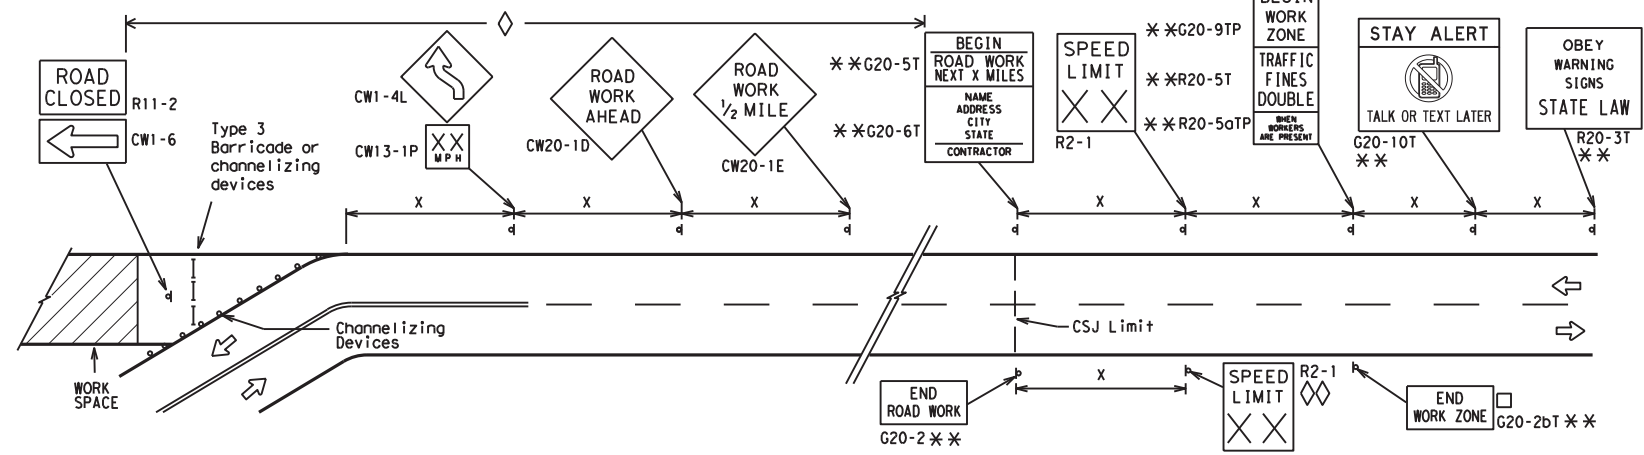 ROAD
CLOSED
R11-2
CW1-6
Type 3
Barricade or
channelizing
devices
CW1-4L
XX
MPH
CW13-1P
ROAD
WORK
AHEAD
CW20-1D
ROAD
WORK
1/2 MILE
CW20-1E
**G20-5T
**G20-6T
BEGIN
ROAD WORK
NEXT X MILES
NAME
ADDRESS
CITY
STATE
CONTRACTOR
SPEED
LIMIT
XX
R2-1
**G20-9TP
**R20-5T
**R20-5aTP
BEGIN
WORK
ZONE
TRAFFIC
FINES
DOUBLE
WHEN
WORKERS
ARE PRESENT
STAY ALERT
TALK OR TEXT LATER
G20-10T
**
OBEY
WARNING
SIGNS
STATE LAW
R20-3T
**
X
X
X
X
X
X
X
Channelizing
Devices
WORK
SPACE
CSJ Limit
X
END
ROAD WORK
G20-2**
SPEED
LIMIT
XX
R2-1
END
WORK ZONE
G20-2bT **